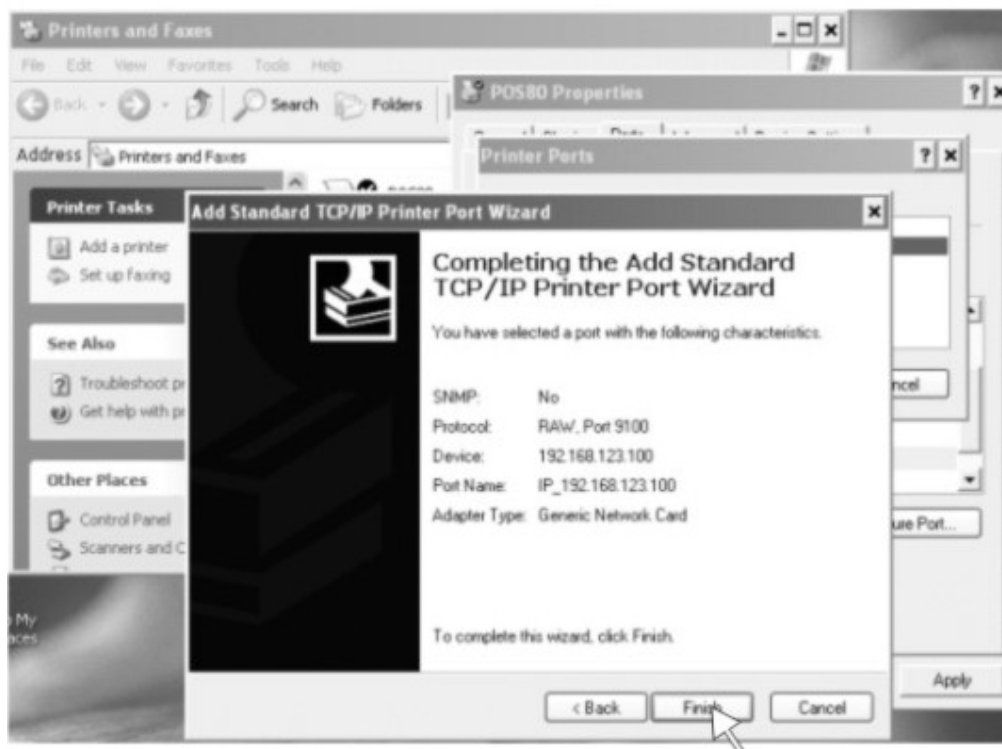 Printers and Faxes
File Edit View Favorites Tools Help
Back Search Folders
Address Printers and Faxes
POS80 Properties
Printer Ports
Printer Tasks
Add a printer
Set up faxing
See Also
Troubleshoot
Get help with
Other Places
Control Panel
Scanners and C
My
Add Standard TCP/IP Printer Port Wizard
Completing the Add Standard
TCP/IP Printer Port Wizard
You have selected a port with the following characteristics.
SNMP: No
Protocol: RAW, Port 9100
Device: 192.168.123.100
Port Name: IP_192.168.123.100
Adapter Type: Generic Network Card
To complete this wizard, click Finish.
< Back Finish Cancel
ncel
ure Port...
Apply